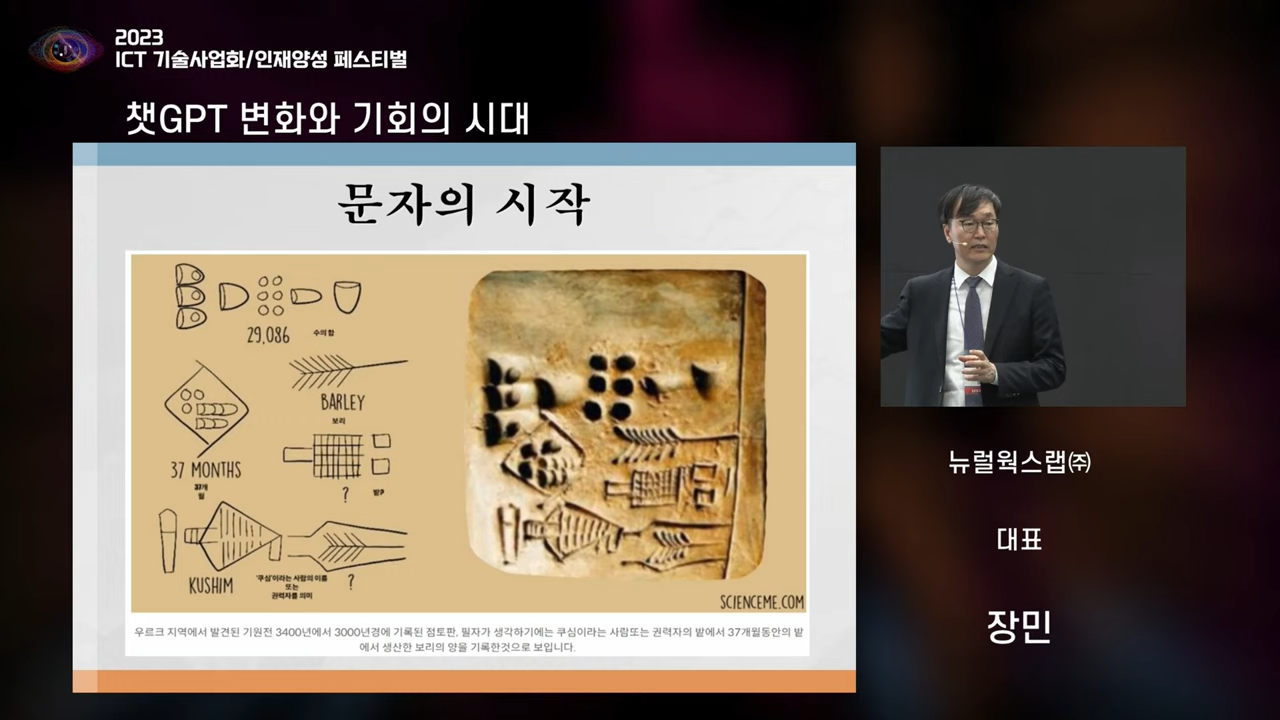 2023
ICT 기술사업화/인재양성 페스티벌
챗GPT 변화와 기회의 시대
문자의 시작
29,086
수의 합
BARLEY
보리
37 MONTHS
37개
월
?
밭?
KUSHIM
'쿠심'이라는 사람의 이름
또는
권력자를 의미
?
SCIENCEME.COM
우르크 지역에서 발견된 기원전 3400년에서 3000년경에 기록된 점토판, 필자가 생각하기에는 쿠심이라는 사람또는 권력자의 밭에서 37개월동안의 밭
에서 생산한 보리의 양을 기록한것으로 보입니다.
뉴럴웍스랩㈜
대표
장민